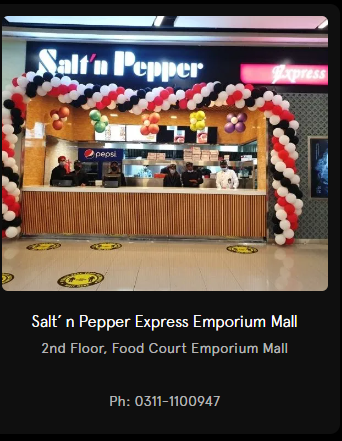 Salt'n Pepper
Express
pepsi
Salt´ n Pepper Express Emporium Mall
2nd Floor, Food Court Emporium Mall
Ph: 0311-1100947